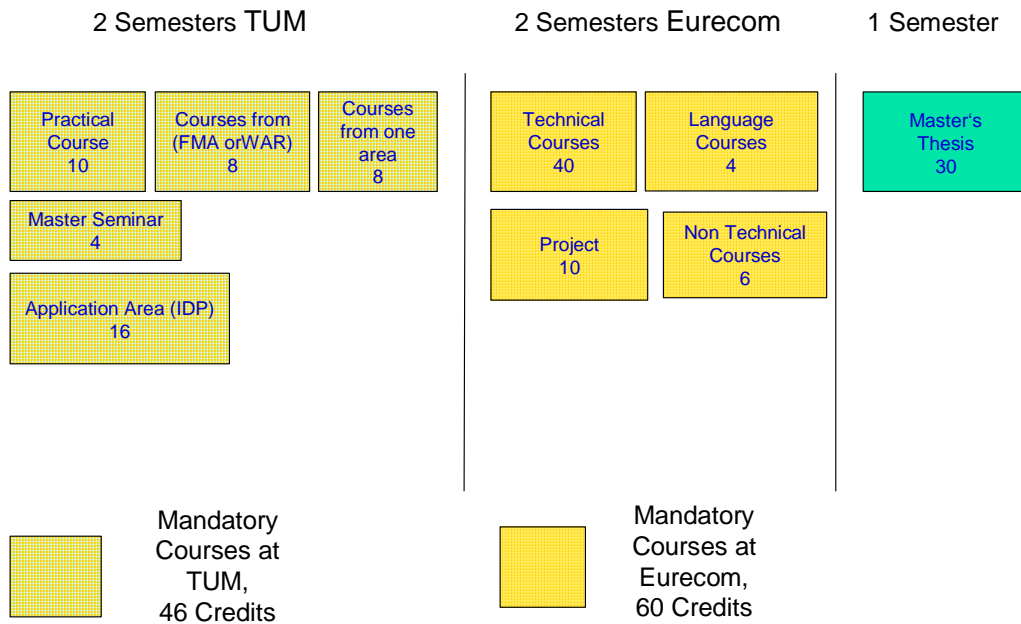 2 Semesters TUM
2 Semesters Eurecom
1 Semester
Practical
Course
10
Courses from
(FMA orWAR)
8
Courses
from one
area
8
Technical
Courses
40
Language
Courses
4
Master‘s
Thesis
30
Master Seminar
4
Project
10
Non Technical
Courses
6
Application Area (IDP)
16
Mandatory
Courses at
TUM,
46 Credits
Mandatory
Courses at
Eurecom,
60 Credits